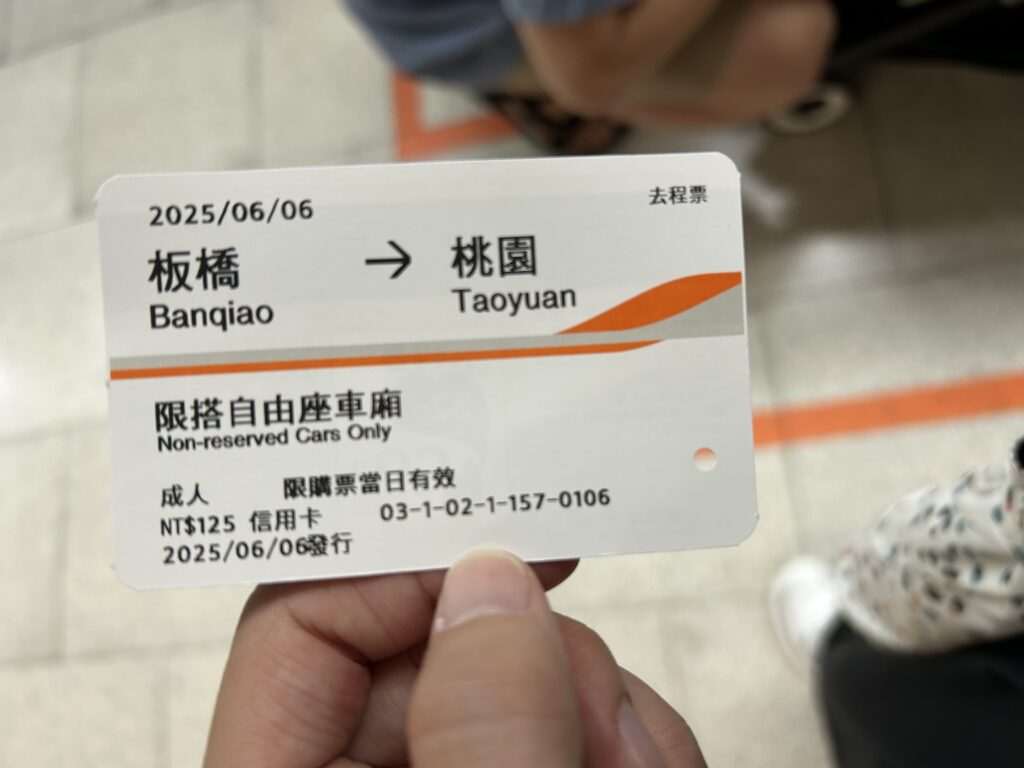 2025/06/06
去程票
板橋 → 桃園
Banqiao Taoyuan
限搭自由座車廂
Non-reserved Cars Only
成人 限購票當日有效
NT$125 信用卡 03-1-02-1-157-0106
2025/06/06發行